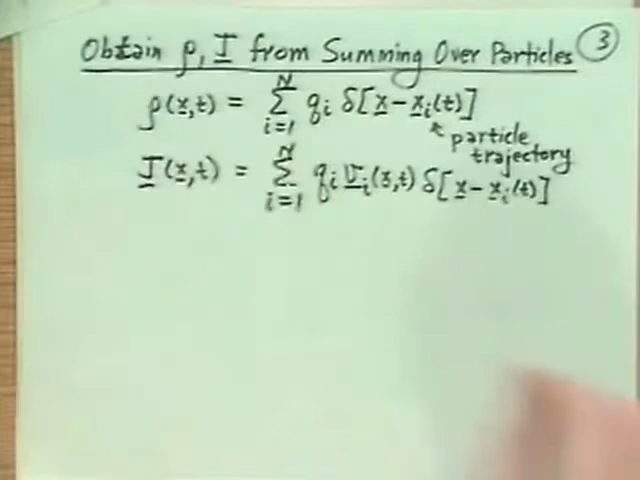 Obtain ρ, J from Summing Over Particles ③
ρ(x,t) = Σ_{i=1}^{N} q_i δ[x - x_i(t)]
particle
trajectory
J(x,t) = Σ_{i=1}^{N} q_i v_i(x,t) δ[x - x_i(t)]